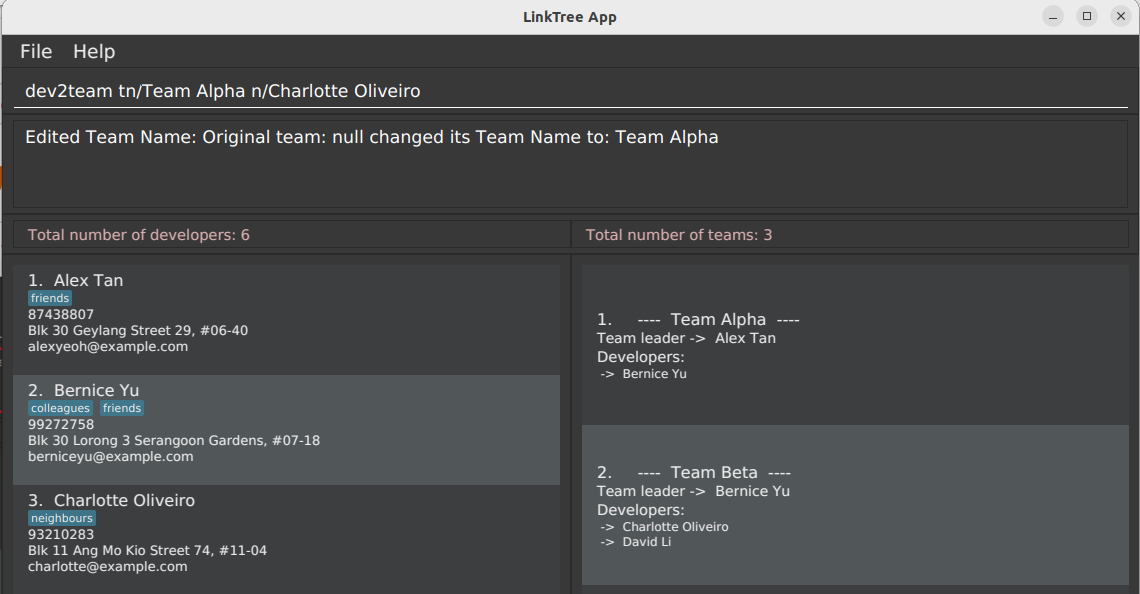 LinkTree App
File Help
dev2team tn/Team Alpha n/Charlotte Oliveiro
Edited Team Name: Original team: null changed its Team Name to: Team Alpha
Total number of developers: 6
Total number of teams: 3
1. Alex Tan
friends
87438807
Blk 30 Geylang Street 29, #06-40
alexyeoh@example.com
2. Bernice Yu
colleagues friends
99272758
Blk 30 Lorong 3 Serangoon Gardens, #07-18
berniceyu@example.com
3. Charlotte Oliveiro
neighbours
93210283
Blk 11 Ang Mo Kio Street 74, #11-04
charlotte@example.com
1. ---- Team Alpha ----
Team leader -> Alex Tan
Developers:
-> Bernice Yu
2. ---- Team Beta ----
Team leader -> Bernice Yu
Developers:
-> Charlotte Oliveiro
-> David Li